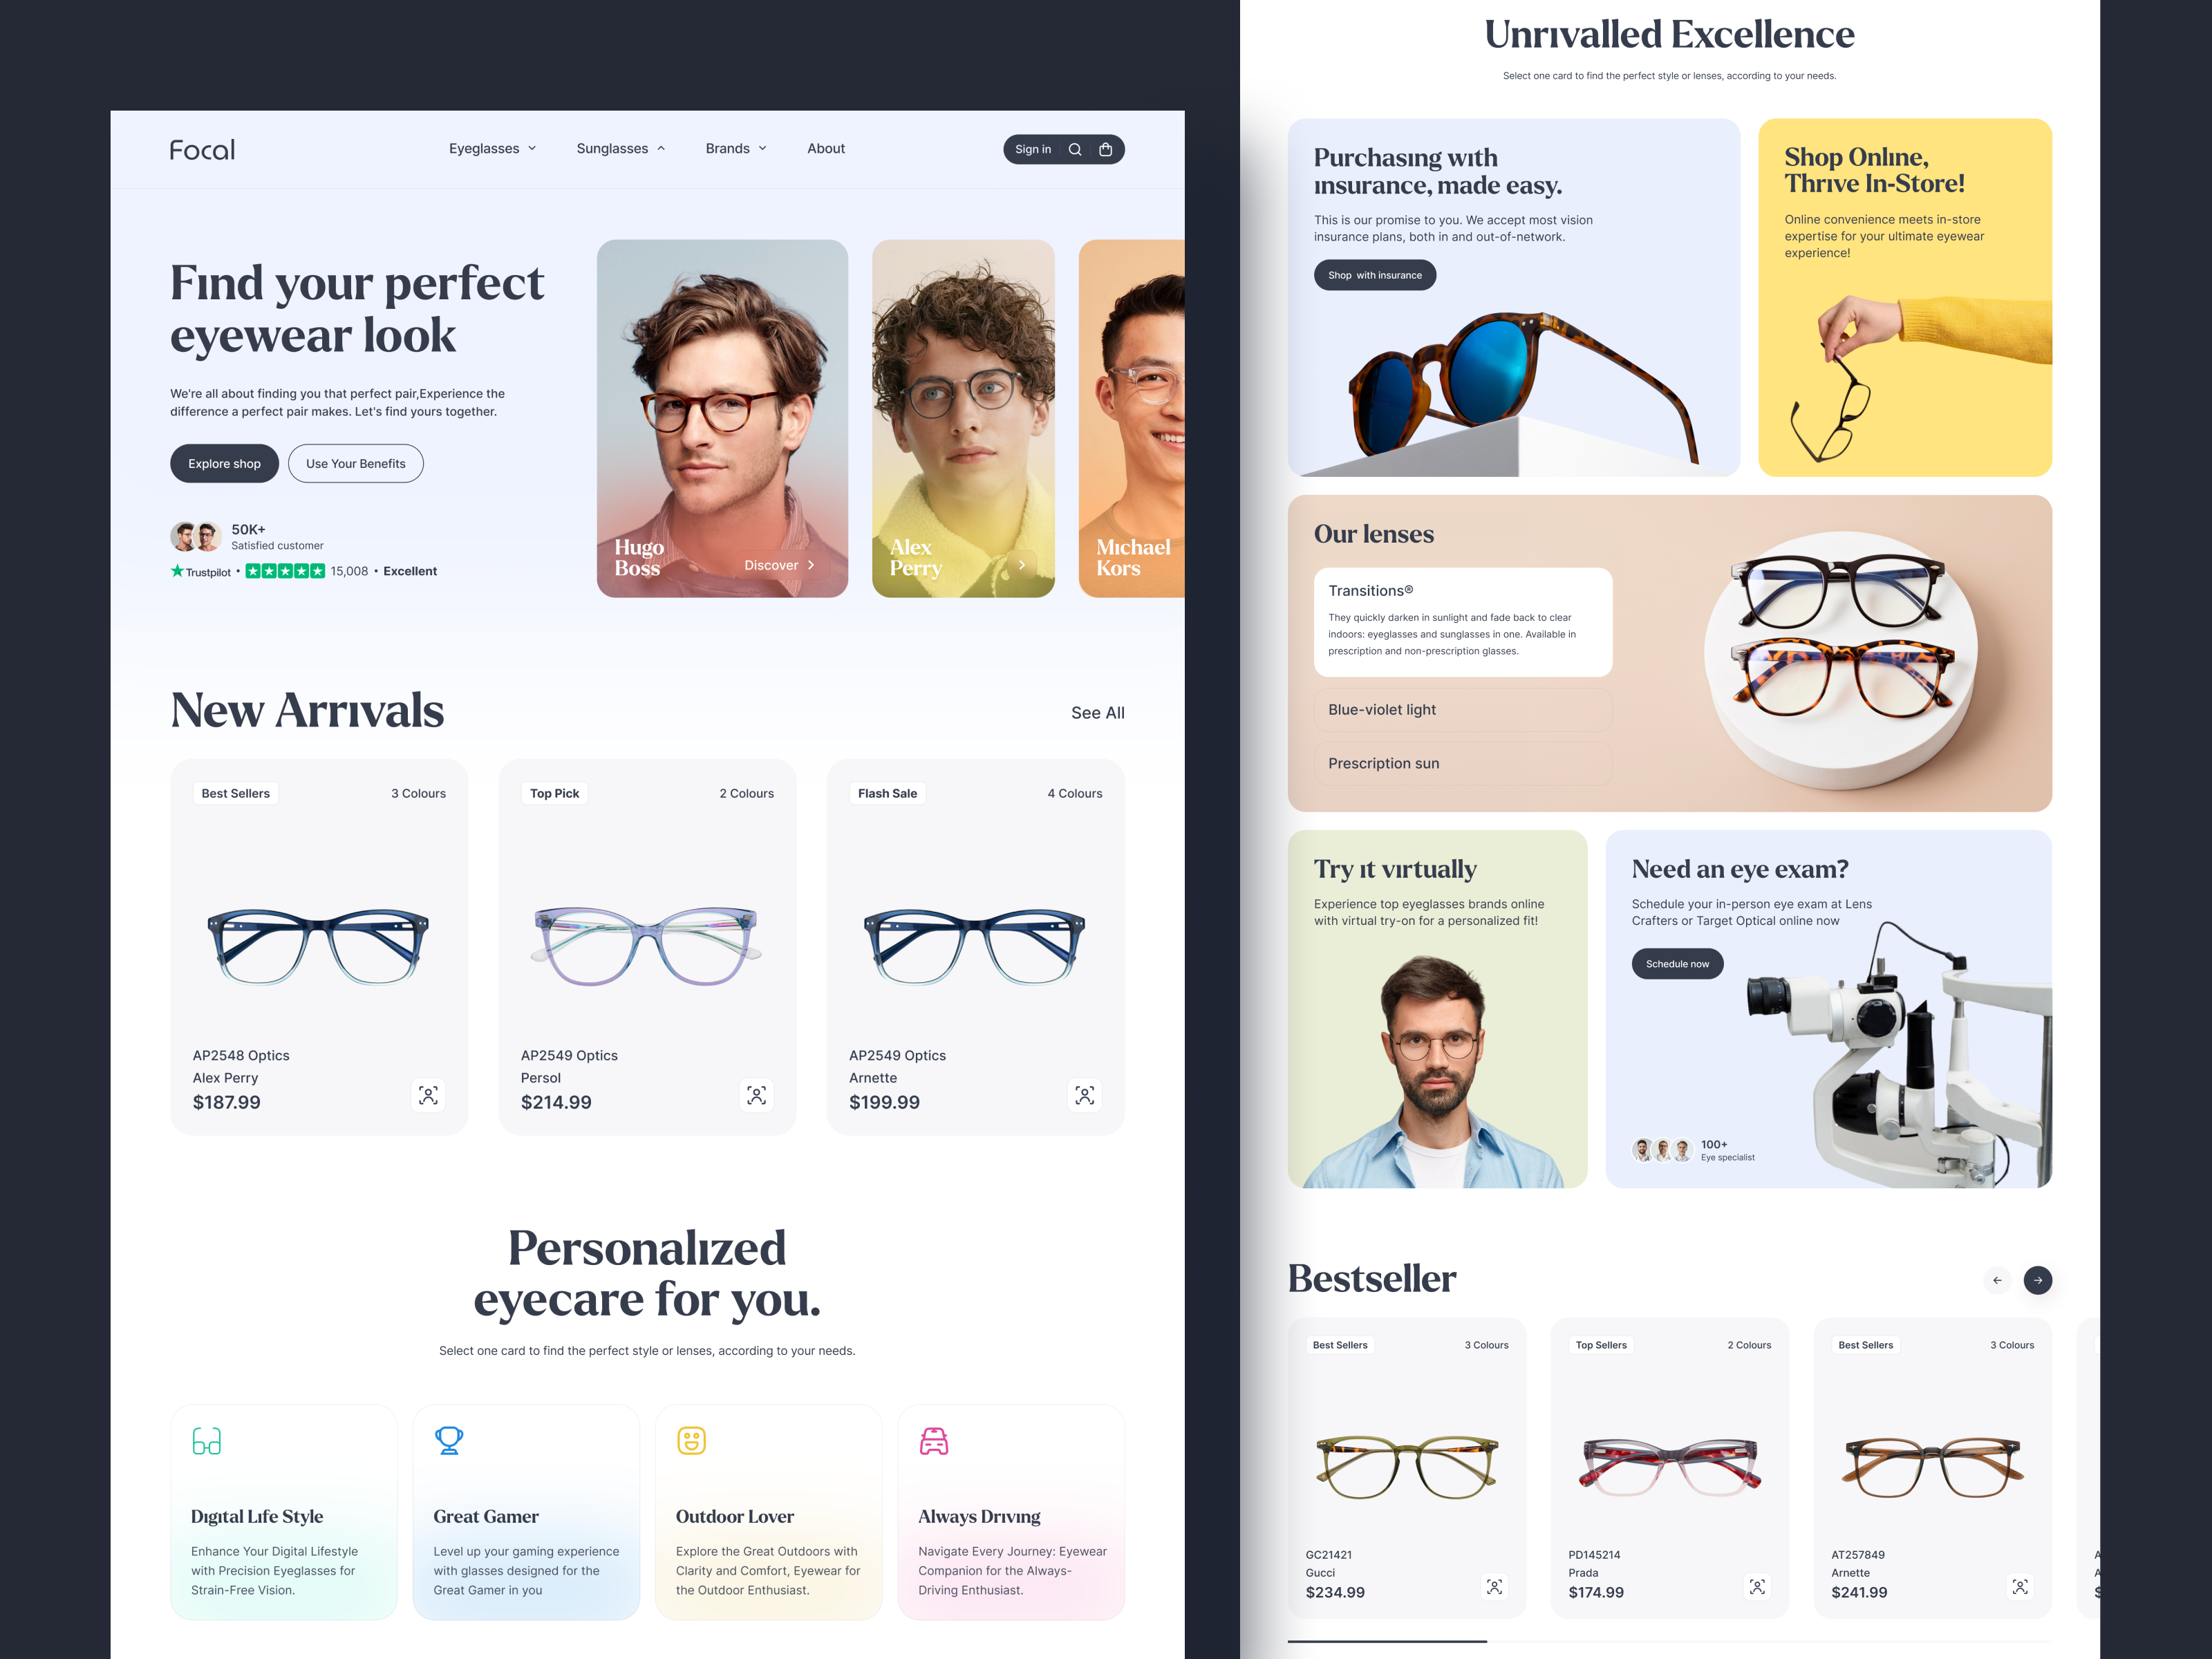 Focal
Eyeglasses
Sunglasses
Brands
About
Sign in
Find your perfect
eyewear look
We're all about finding you that perfect pair,Experience the
difference a perfect pair makes. Let's find yours together.
Explore shop
Use Your Benefits
50K+
Satisfied customer
Trustpilot • 15,008 • Excellent
Hugo
Boss
Discover
Alex
Perry
Michael
Kors
New Arrivals
See All
Best Sellers
3 Colours
AP2548 Optics
Alex Perry
$187.99
Top Pick
2 Colours
AP2549 Optics
Persol
$214.99
Flash Sale
4 Colours
AP2549 Optics
Arnette
$199.99
Personalized
eyecare for you.
Select one card to find the perfect style or lenses, according to your needs.
Digital Life Style
Enhance Your Digital Lifestyle
with Precision Eyeglasses for
Strain-Free Vision.
Great Gamer
Level up your gaming experience
with glasses designed for the
Great Gamer in you
Outdoor Lover
Explore the Great Outdoors with
Clarity and Comfort, Eyewear for
the Outdoor Enthusiast.
Always Driving
Navigate Every Journey: Eyewear
Companion for the Always-
Driving Enthusiast.
Unrivalled Excellence
Select one card to find the perfect style or lenses, according to your needs.
Purchasing with
insurance, made easy.
This is our promise to you. We accept most vision
insurance plans, both in and out-of-network.
Shop with insurance
Shop Online,
Thrive In-Store!
Online convenience meets in-store
expertise for your ultimate eyewear
experience!
Our lenses
Transitions®
They quickly darken in sunlight and fade back to clear
indoors: eyeglasses and sunglasses in one. Available in
prescription and non-prescription glasses.
Blue-violet light
Prescription sun
Try it virtually
Experience top eyeglasses brands online
with virtual try-on for a personalized fit!
Need an eye exam?
Schedule your in-person eye exam at Lens
Crafters or Target Optical online now
Schedule now
100+
Eye specialist
Bestseller
Best Sellers
3 Colours
GC21421
Gucci
$234.99
Top Sellers
2 Colours
PD145214
Prada
$174.99
Best Sellers
3 Colours
AT257849
Arnette
$241.99